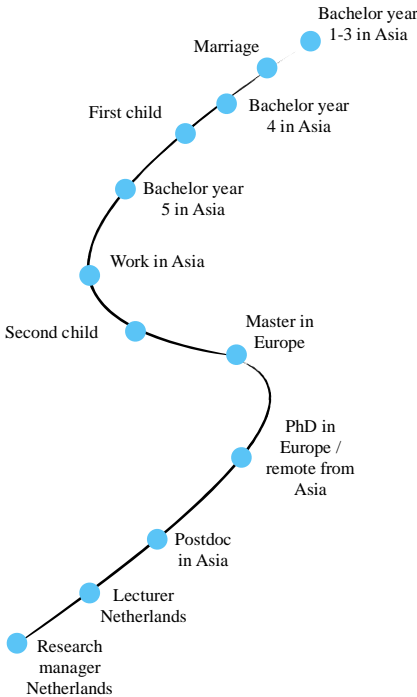 Bachelor year
1-3 in Asia
Marriage
Bachelor year
4 in Asia
First child
Bachelor year
5 in Asia
Work in Asia
Second child
Master in
Europe
PhD in
Europe /
remote from
Asia
Postdoc
in Asia
Lecturer
Netherlands
Research
manager
Netherlands